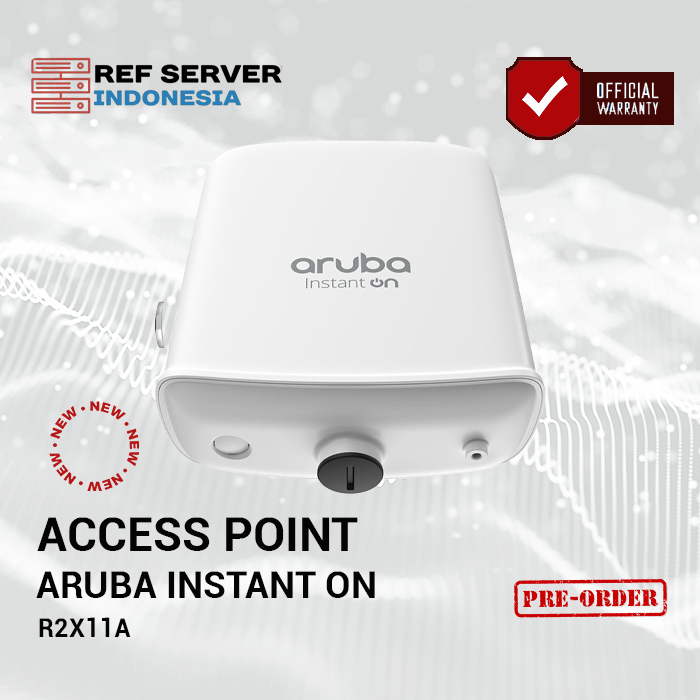 REF SERVER
INDONESIA
OFFICIAL
WARRANTY
aruba
Instant on
NEW • NEW • NEW • NEW • NEW • NEW •
ACCESS POINT
ARUBA INSTANT ON
R2X11A
PRE-ORDER